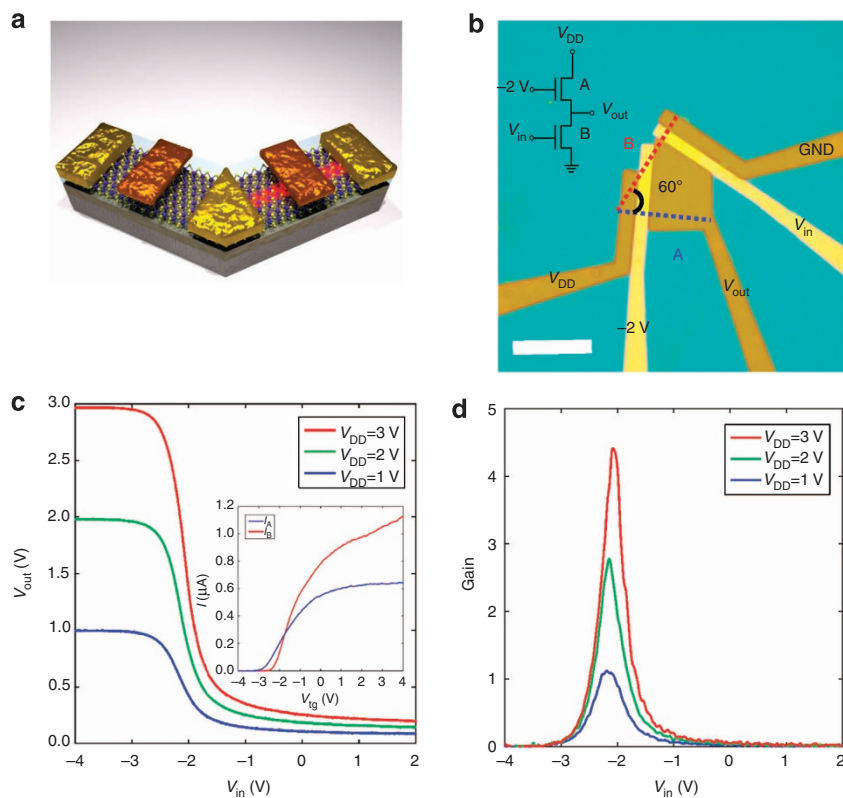 a
b
V_DD
−2 V
A
V_out
V_in
B
B
GND
60°
V_in
A
V_DD
V_out
−2 V
c
3.0
2.5
2.0
1.5
1.0
0.5
0.0
V_out (V)
−4 −3 −2 −1 0 1 2
V_in (V)
V_DD=3 V
V_DD=2 V
V_DD=1 V
1.2
1.0
0.8
0.6
0.4
0.2
0.0
I (μA)
I_A
I_B
−4 −3 −2 −1 0 1 2 3 4
V_tg (V)
d
5
4
3
2
1
0
Gain
−4 −3 −2 −1 0 1 2
V_in (V)
V_DD=3 V
V_DD=2 V
V_DD=1 V